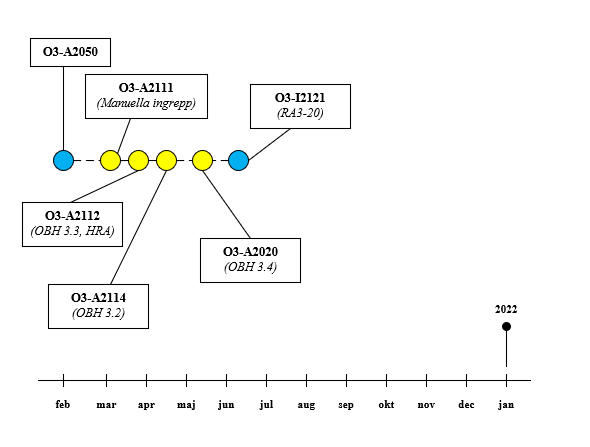 O3-A2050
O3-A2111
(Manuella ingrepp)
O3-I2121
(RA3-20)
O3-A2112
(OBH 3.3, HRA)
O3-A2020
(OBH 3.4)
O3-A2114
(OBH 3.2)
2022
feb mar apr maj jun jul aug sep okt nov dec jan